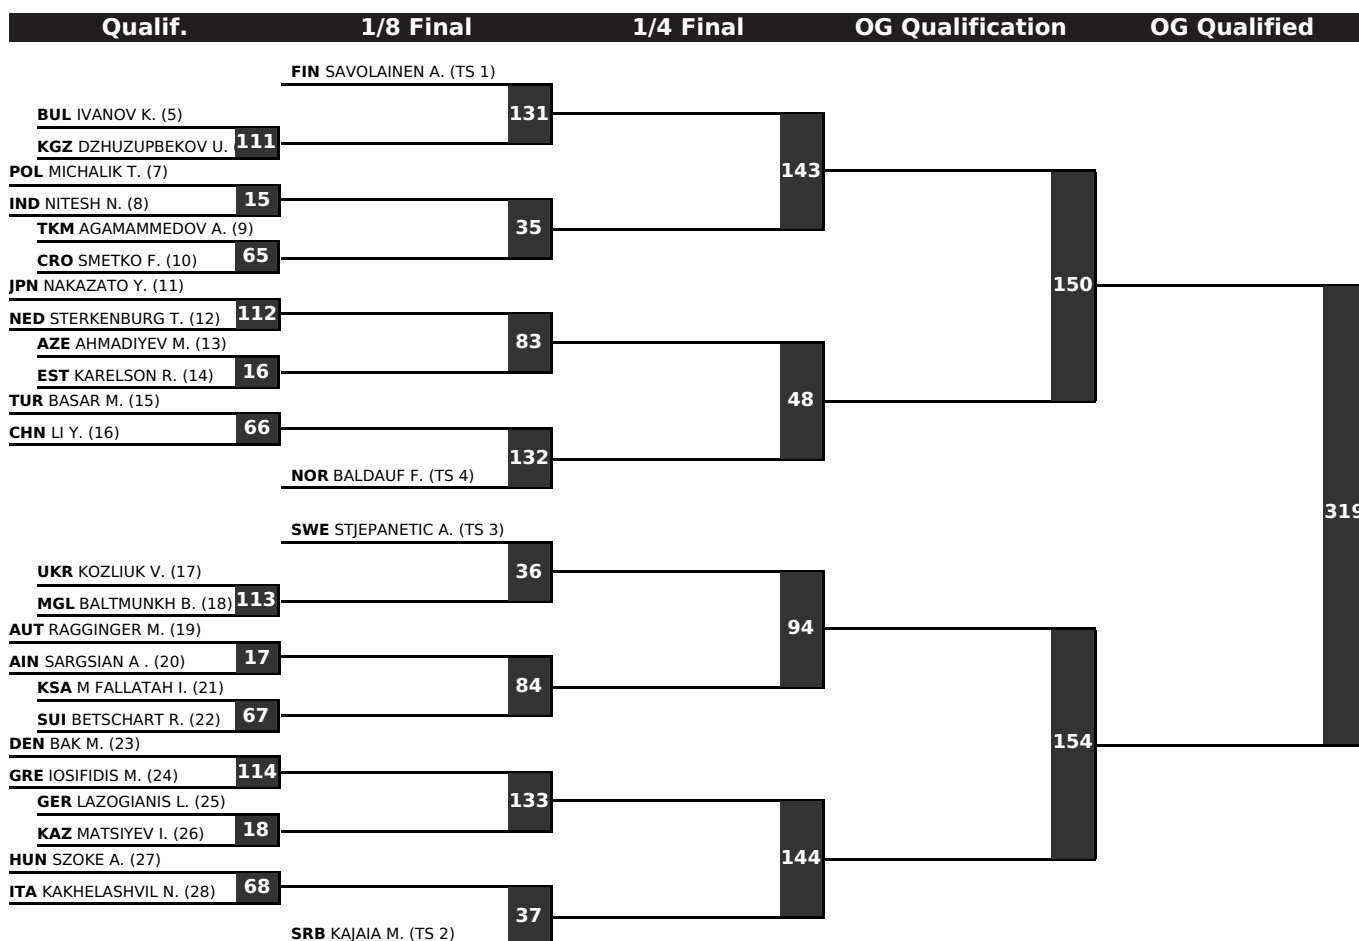 Qualif. 1/8 Final 1/4 Final OG Qualification OG Qualified
FIN SAVOLAINEN A. (TS 1)
131
BUL IVANOV K. (5)
KGZ DZHUZUPBEKOV U. (
111
143
POL MICHALIK T. (7)
IND NITESH N. (8)
15
TKM AGAMAMMEDOV A. (9)
35
CRO SMETKO F. (10)
65
150
JPN NAKAZATO Y. (11)
NED STERKENBURG T. (12)
112
AZE AHMADIYEV M. (13)
83
EST KARELSON R. (14)
16
48
TUR BASAR M. (15)
CHN LI Y. (16)
66
132
NOR BALDAUF F. (TS 4)
319
SWE STJEPANETIC A. (TS 3)
36
UKR KOZLIUK V. (17)
MGL BALTMUNKH B. (18)
113
94
AUT RAGGINGER M. (19)
AIN SARGSIAN A . (20)
17
KSA M FALLATAH I. (21)
84
SUI BETSCHART R. (22)
67
154
DEN BAK M. (23)
GRE IOSIFIDIS M. (24)
114
GER LAZOGIANIS L. (25)
133
KAZ MATSIYEV I. (26)
18
144
HUN SZOKE A. (27)
ITA KAKHELASHVIL N. (28)
68
37
SRB KAJAIA M. (TS 2)